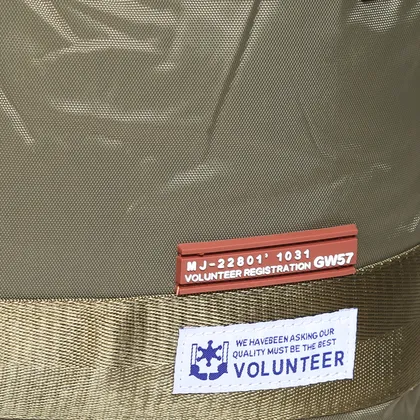 MJ-22801' 1031
VOLUNTEER REGISTRATION GW57
WE HAVEBEEN ASKING OUR
QUALITY MUST BE THE BEST
VOLUNTEER